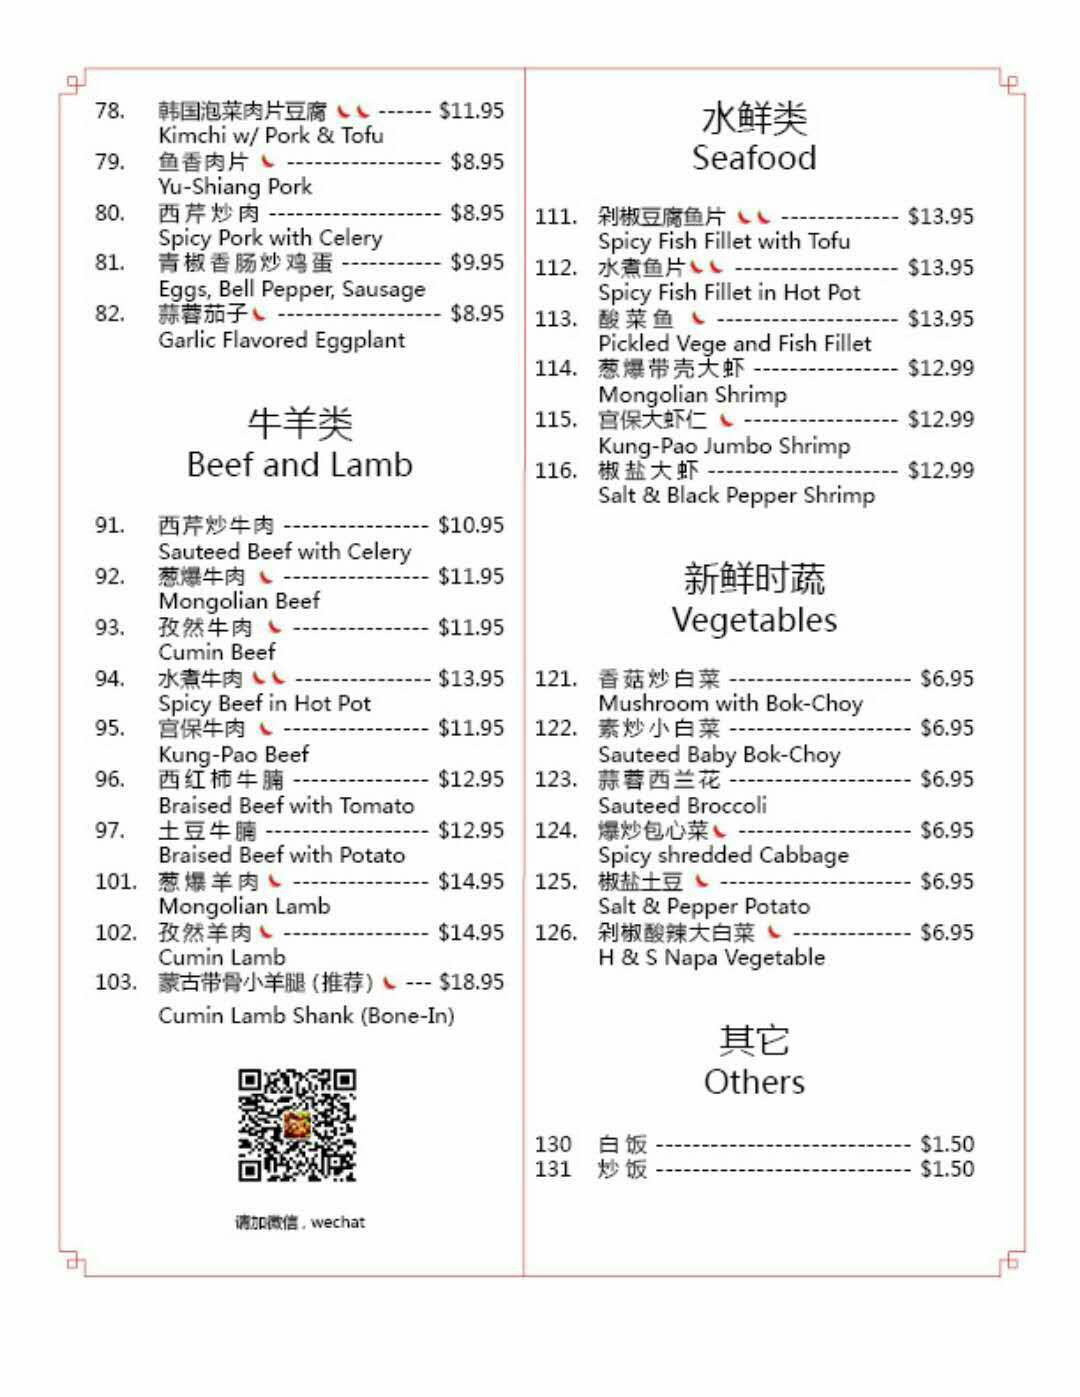 78. 韩国泡菜肉片豆腐 ------ $11.95
Kimchi w/ Pork & Tofu
79. 鱼香肉片 ----------------- $8.95
Yu-Shiang Pork
80. 西芹炒肉 ------------------- $8.95
Spicy Pork with Celery
81. 青椒香肠炒鸡蛋 ----------- $9.95
Eggs, Bell Pepper, Sausage
82. 蒜蓉茄子 ------------------ $8.95
Garlic Flavored Eggplant
牛羊类
Beef and Lamb
91. 西芹炒牛肉 ---------------- $10.95
Sauteed Beef with Celery
92. 葱爆牛肉 ---------------- $11.95
Mongolian Beef
93. 孜然牛肉 --------------- $11.95
Cumin Beef
94. 水煮牛肉 --------------- $13.95
Spicy Beef in Hot Pot
95. 宫保牛肉 ---------------- $11.95
Kung-Pao Beef
96. 西红柿牛腩 --------------- $12.95
Braised Beef with Tomato
97. 土豆牛腩 ------------------ $12.95
Braised Beef with Potato
101. 葱爆羊肉 --------------- $14.95
Mongolian Lamb
102. 孜然羊肉 ---------------- $14.95
Cumin Lamb
103. 蒙古带骨小羊腿 (推荐) --- $18.95
Cumin Lamb Shank (Bone-In)
请加微信 . wechat
水鲜类
Seafood
111. 剁椒豆腐鱼片 ------------- $13.95
Spicy Fish Fillet with Tofu
112. 水煮鱼片 ------------------ $13.95
Spicy Fish Fillet in Hot Pot
113. 酸菜鱼 -------------------- $13.95
Pickled Vege and Fish Fillet
114. 葱爆带壳大虾 ---------------- $12.99
Mongolian Shrimp
115. 宫保大虾仁 ----------------- $12.99
Kung-Pao Jumbo Shrimp
116. 椒盐大虾 --------------------- $12.99
Salt & Black Pepper Shrimp
新鲜时蔬
Vegetables
121. 香菇炒白菜 -------------------- $6.95
Mushroom with Bok-Choy
122. 素炒小白菜 -------------------- $6.95
Sauteed Baby Bok-Choy
123. 蒜蓉西兰花 -------------------- $6.95
Sauteed Broccoli
124. 爆炒包心菜 ------------------- $6.95
Spicy shredded Cabbage
125. 椒盐土豆 --------------------- $6.95
Salt & Pepper Potato
126. 剁椒酸辣大白菜 ------------- $6.95
H & S Napa Vegetable
其它
Others
130 白饭 ---------------------------- $1.50
131 炒饭 ---------------------------- $1.50